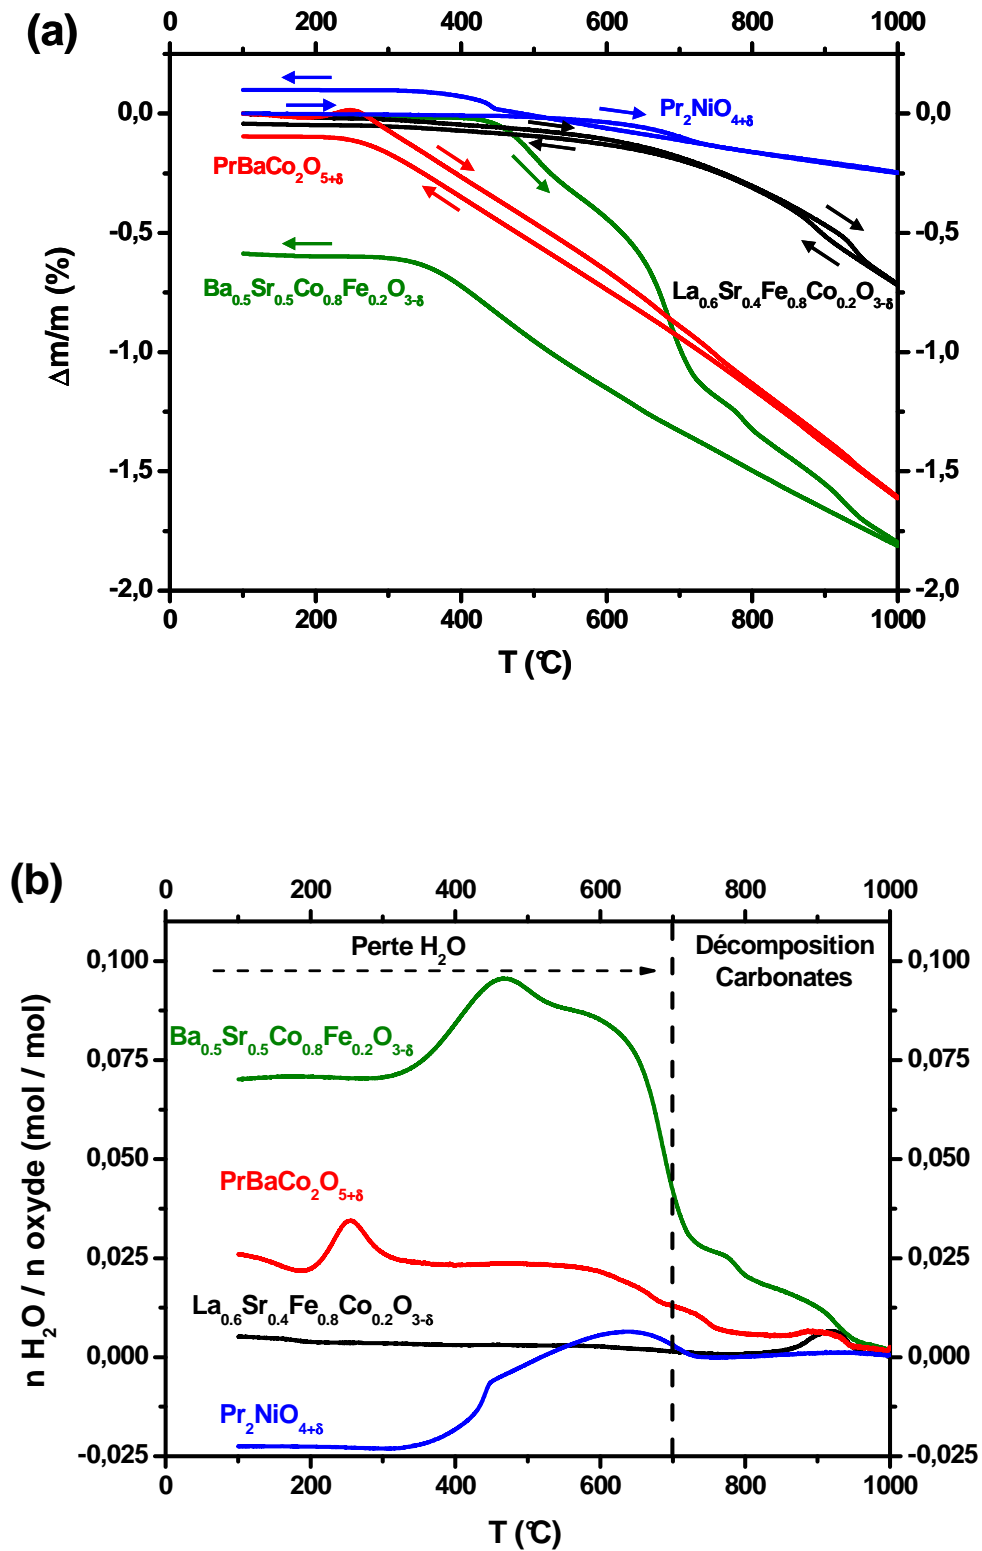 (a)
0 200 400 600 800 1000
0,0 0,0
-0,5 -0,5
-1,0 -1,0
-1,5 -1,5
-2,0 -2,0
Δm/m (%)
Pr₂NiO₄₊δ
PrBaCo₂O₅₊δ
Ba₀.₅Sr₀.₅Co₀.₈Fe₀.₂O₃₋δ
La₀.₆Sr₀.₄Fe₀.₈Co₀.₂O₃₋δ
0 200 400 600 800 1000
T (°C)
(b)
0 200 400 600 800 1000
Perte H₂O
Décomposition
Carbonates
0,100 0,100
0,075 0,075
0,050 0,050
0,025 0,025
0,000 0,000
-0,025 -0,025
n H₂O / n oxyde (mol / mol)
Ba₀.₅Sr₀.₅Co₀.₈Fe₀.₂O₃₋δ
PrBaCo₂O₅₊δ
La₀.₆Sr₀.₄Fe₀.₈Co₀.₂O₃₋δ
Pr₂NiO₄₊δ
0 200 400 600 800 1000
T (°C)